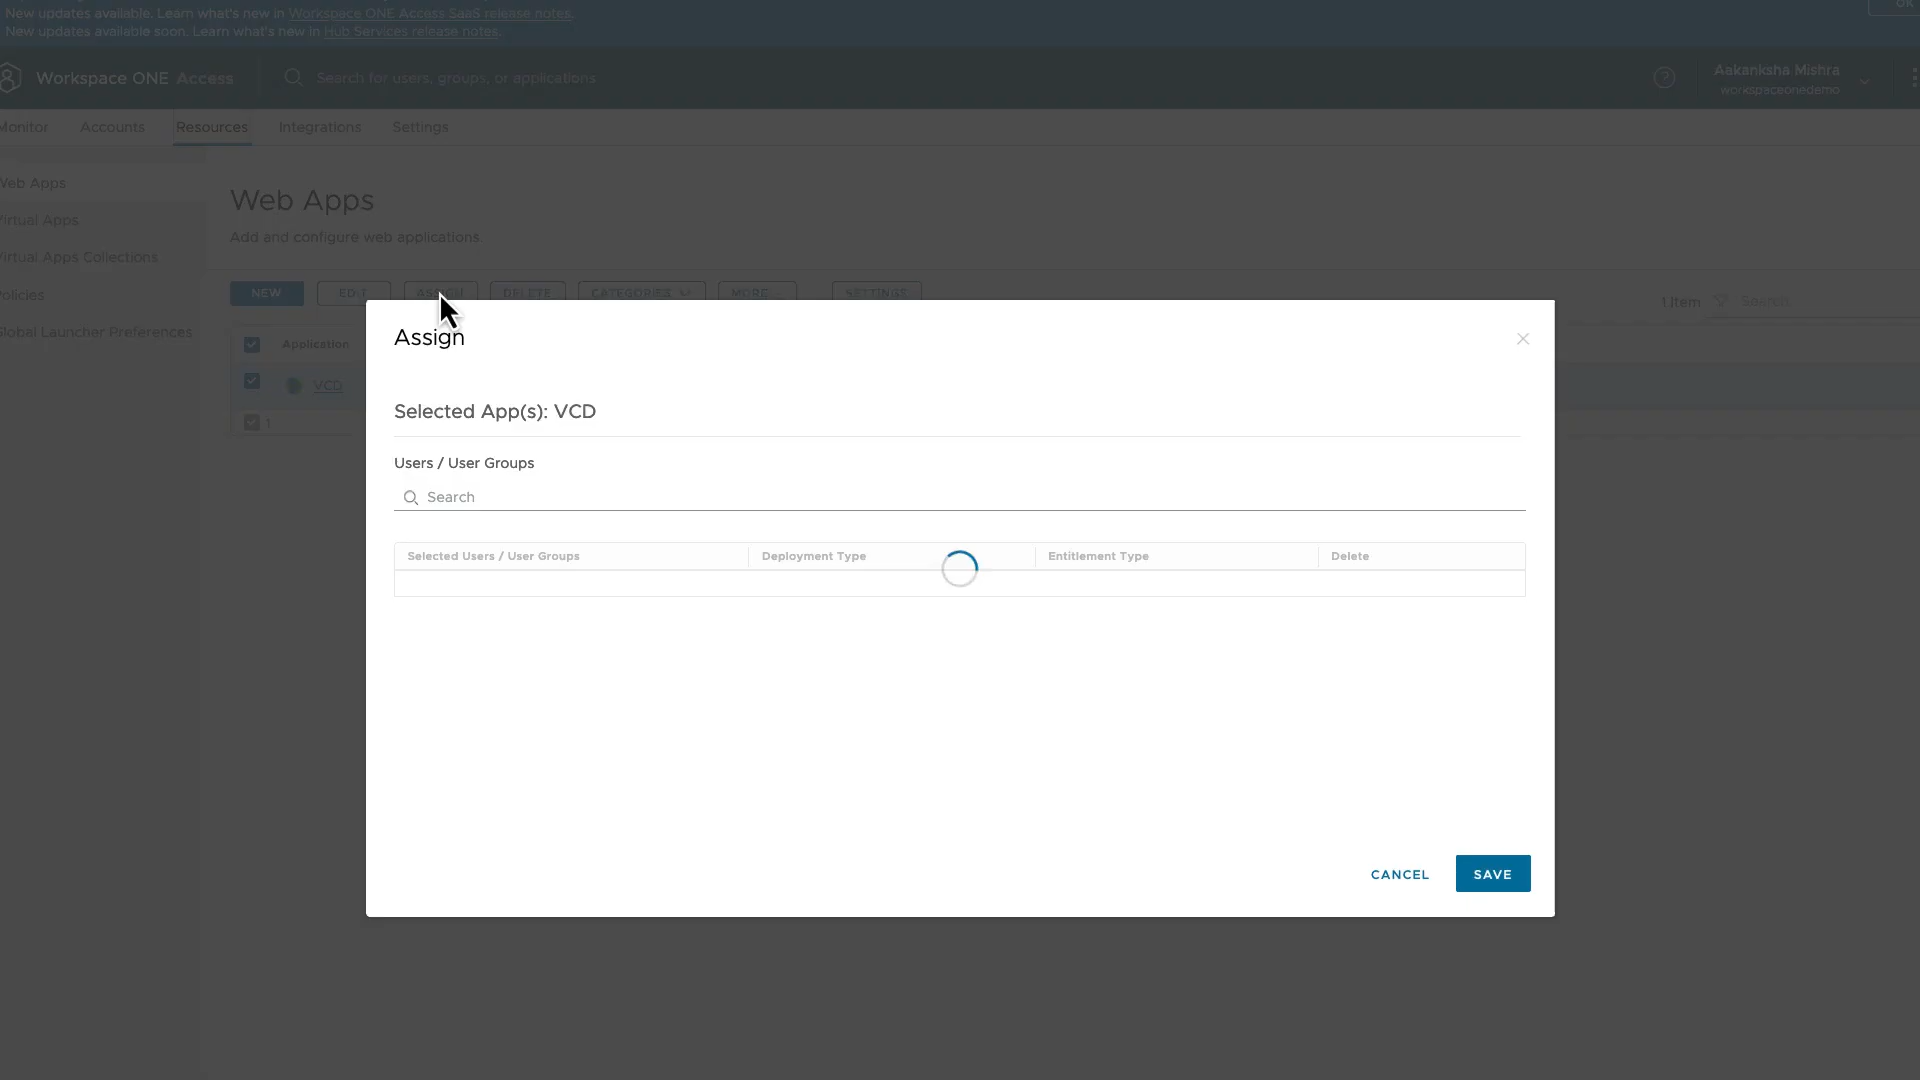 New updates available. Learn what's new in Workspace ONE Access SaaS release notes.
OK
New updates available soon. Learn what's new in Hub Services release notes.
Workspace ONE Access
Search for users, groups, or applications
Aakanksha Mishra
workspaceonedemo
Monitor Accounts Resources Integrations Settings
Web Apps
Virtual Apps
Virtual Apps Collections
Policies
Global Launcher Preferences
Web Apps
Add and configure web applications
NEW EDIT ASSIGN DELETE CATEGORIES MORE SETTINGS
1 Item Search
Application
VCD
1
Assign
Selected App(s): VCD
Users / User Groups
Search
Selected Users / User Groups Deployment Type Entitlement Type Delete
CANCEL SAVE